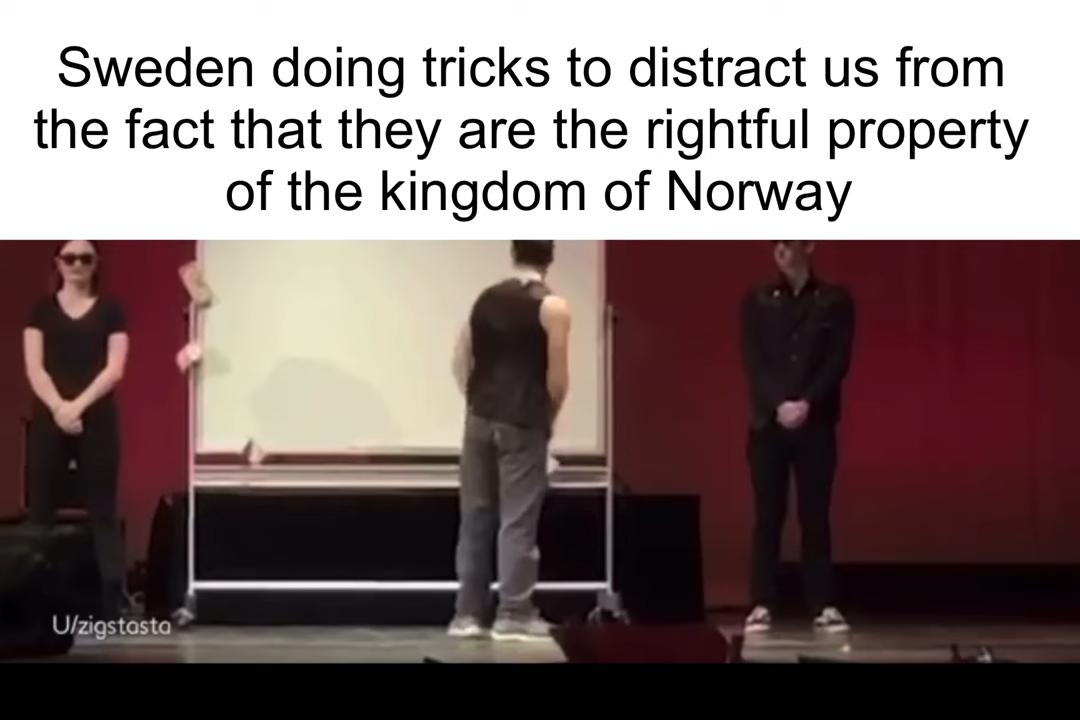 Sweden doing tricks to distract us from
the fact that they are the rightful property
of the kingdom of Norway
U/zigstasta